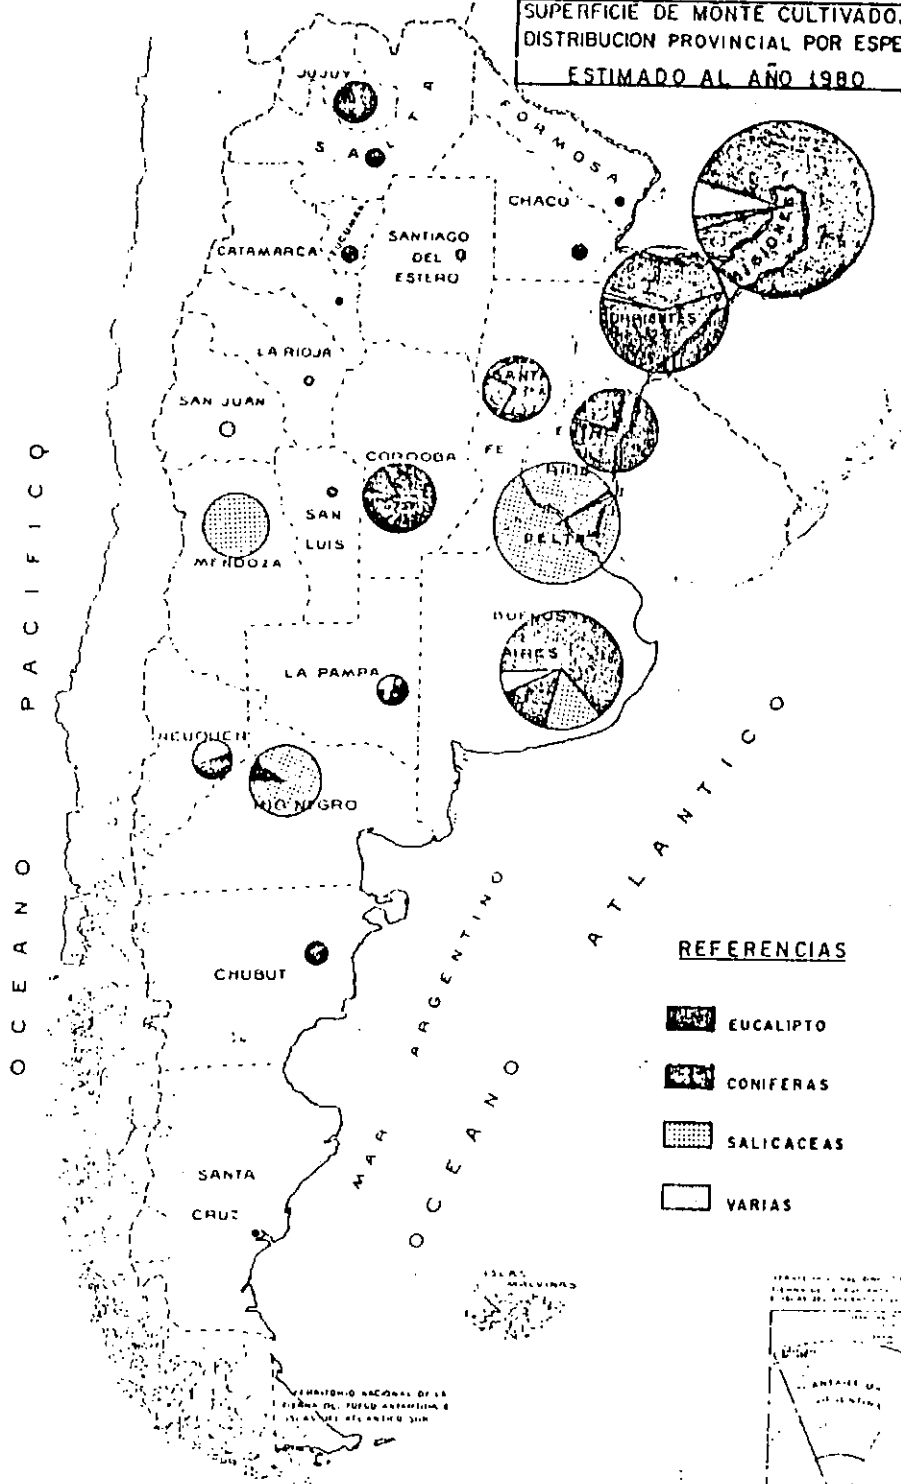 SUPERFICIE DE MONTE CULTIVADO.
DISTRIBUCION PROVINCIAL POR ESPE
ESTIMADO AL AÑO 1980
JUJUY
SALTA
FORMOSA
CHACO
MISIONES
TUCUMAN
CATAMARCA
SANTIAGO
DEL
ESTERO
CORRIENTES
LA RIOJA
SANTA
FE
SAN JUAN
CORDOBA
SAN
LUIS
DELTA
MENDOZA
BUENOS
AIRES
LA PAMPA
NEUQUEN
RIO NEGRO
OCEANO PACIFICO
OCEANO ATLANTICO
MAR ARGENTINO
CHUBUT
REFERENCIAS
EUCALIPTO
CONIFERAS
SALICACEAS
VARIAS
SANTA
CRUZ
ISLAS
MALVINAS
TERRITORIO NACIONAL DE LA
TIERRA DEL FUEGO ANTARTIDA E
ISLAS DEL ATLANTICO SUR